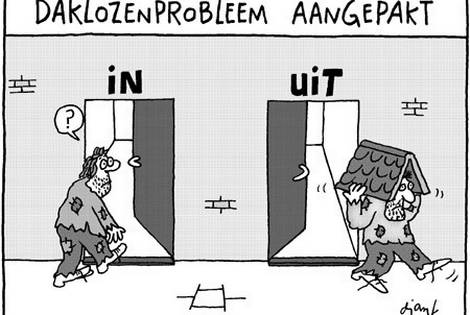 DAKLOZENPROBLEEM AANGEPAKT
iN
UiT
?